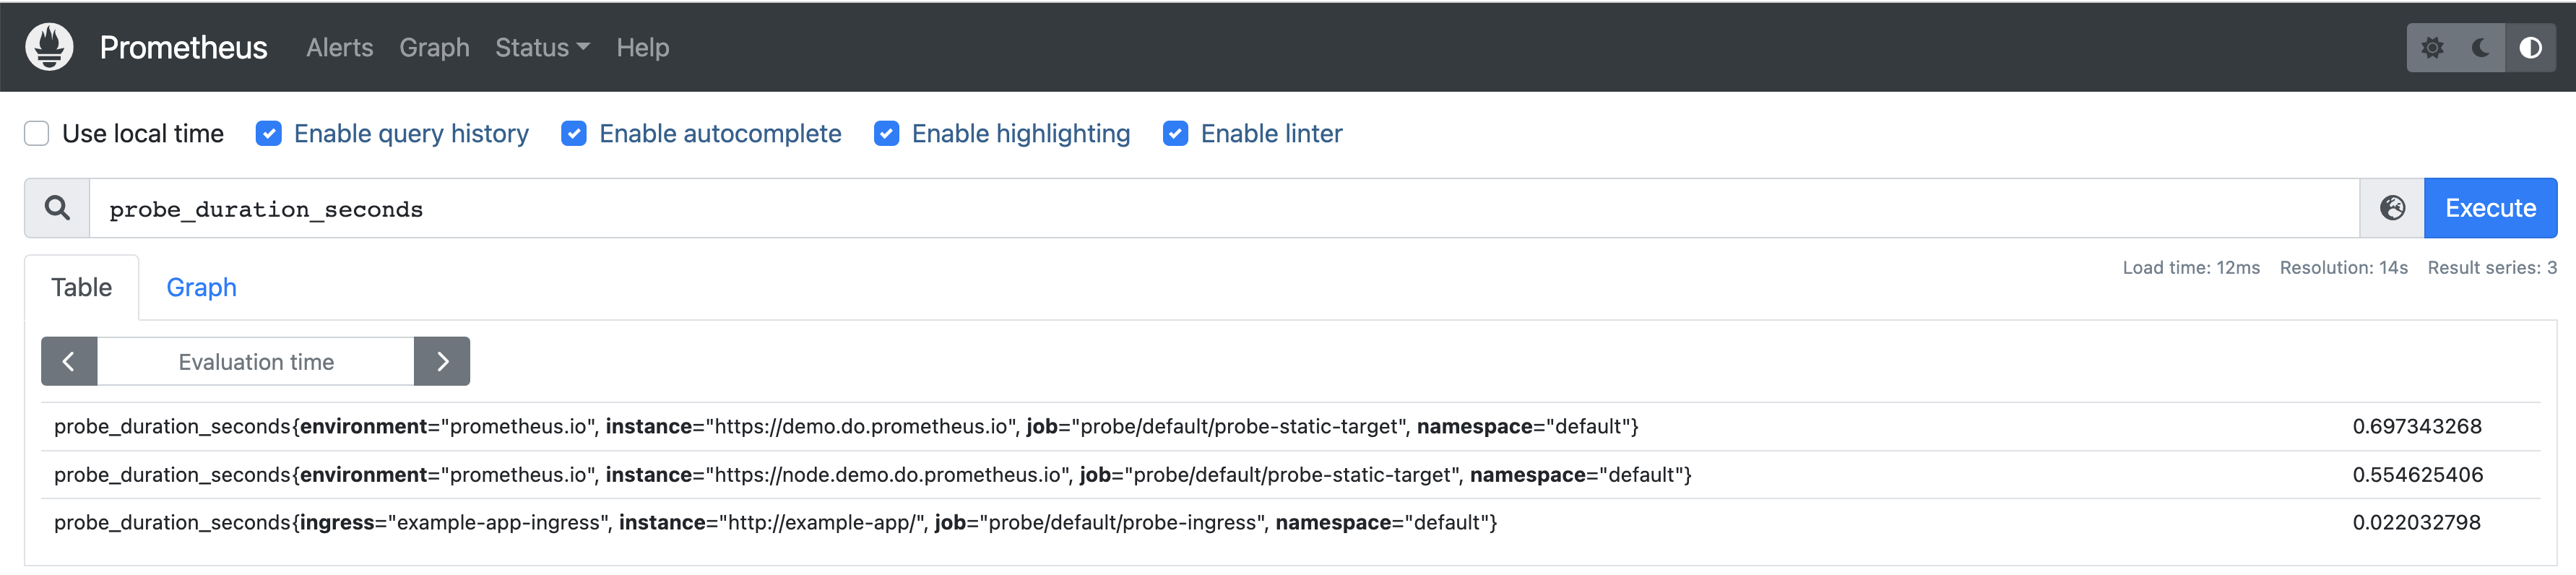 Prometheus Alerts Graph Status Help
Use local time Enable query history Enable autocomplete Enable highlighting Enable linter
probe_duration_seconds Execute
Table Graph Load time: 12ms Resolution: 14s Result series: 3
Evaluation time
probe_duration_seconds{environment="prometheus.io", instance="https://demo.do.prometheus.io", job="probe/default/probe-static-target", namespace="default"} 0.697343268
probe_duration_seconds{environment="prometheus.io", instance="https://node.demo.do.prometheus.io", job="probe/default/probe-static-target", namespace="default"} 0.554625406
probe_duration_seconds{ingress="example-app-ingress", instance="http://example-app/", job="probe/default/probe-ingress", namespace="default"} 0.022032798